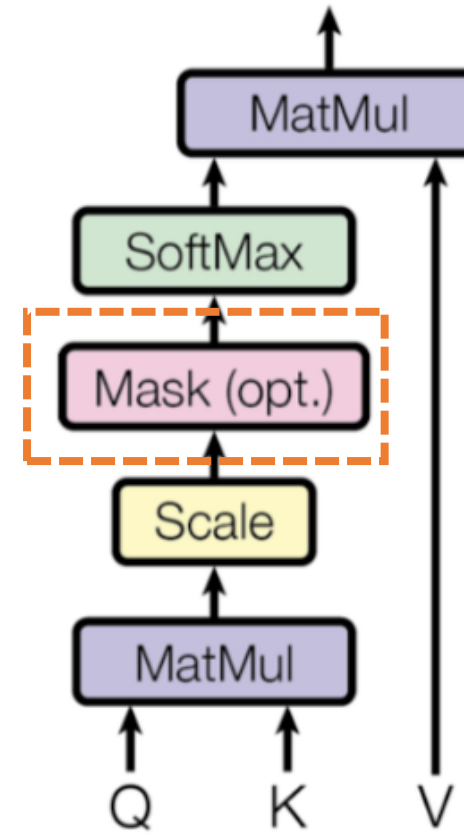 MatMul
SoftMax
Mask (opt.)
Scale
MatMul
Q K V